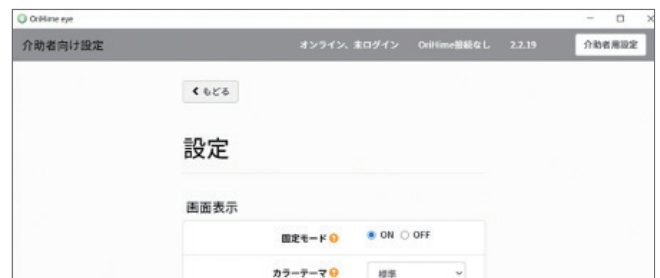 OriHime eye
介助者向け設定 オンライン、未ログイン OriHime接続なし 2.2.19 介助者用設定
もどる
設定
画面表示
固定モード ? ON OFF
カラーテーマ ? 標準